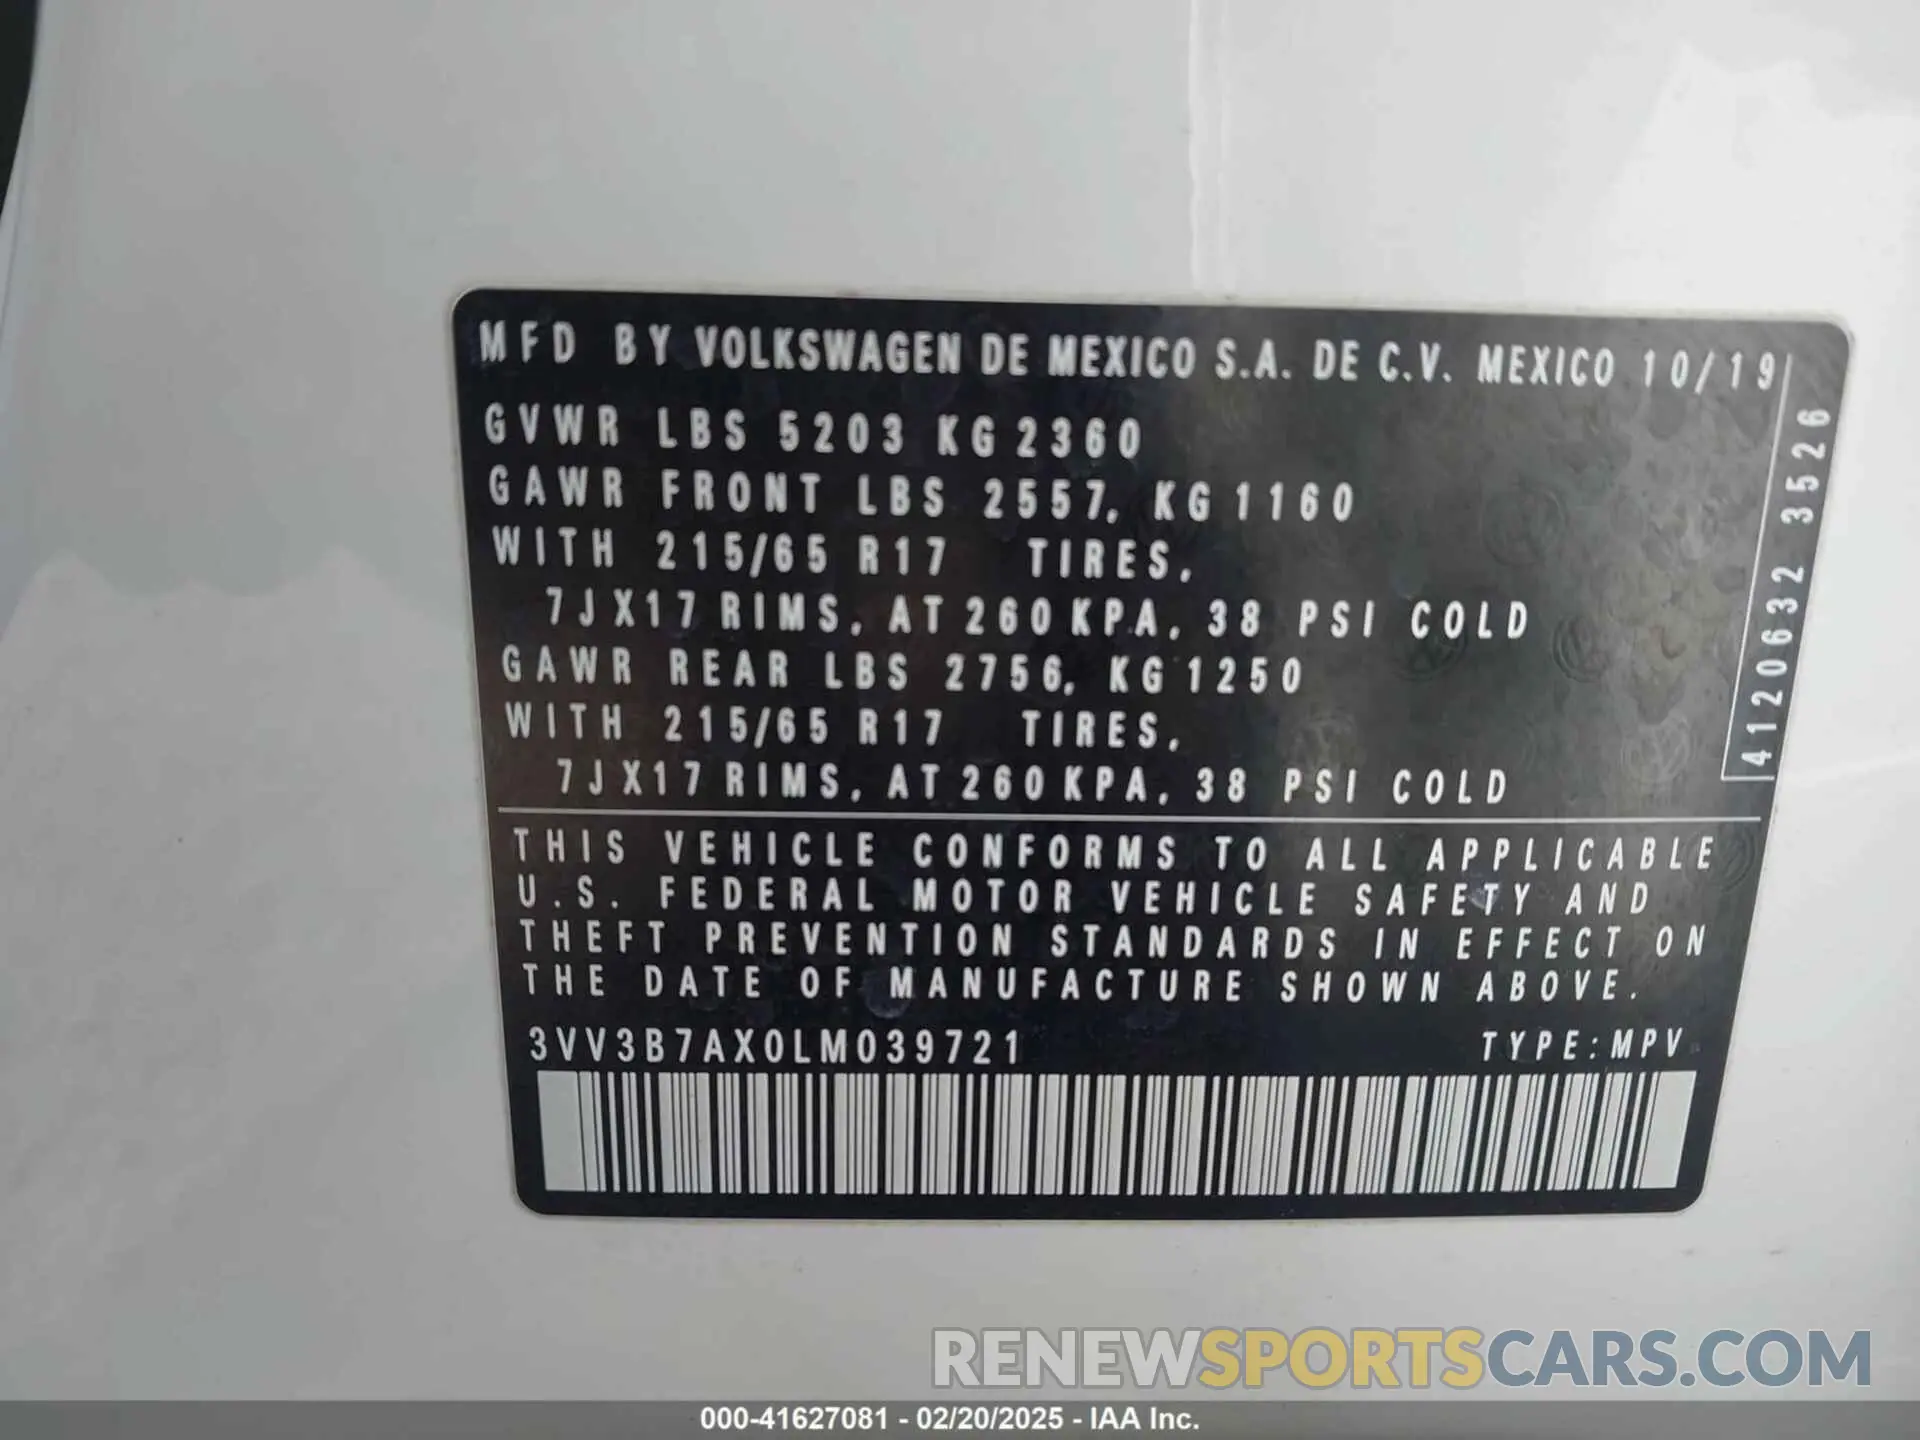 MFD BY VOLKSWAGEN DE MEXICO S.A. DE C.V. MEXICO 10/19
GVWR LBS 5203 KG 2360
GAWR FRONT LBS 2557, KG 1160
WITH 215/65 R17 TIRES,
7JX17 RIMS, AT 260 KPA, 38 PSI COLD
GAWR REAR LBS 2756, KG 1250
WITH 215/65 R17 TIRES,
7JX17 RIMS, AT 260 KPA, 38 PSI COLD
4120632 3526
THIS VEHICLE CONFORMS TO ALL APPLICABLE
U.S. FEDERAL MOTOR VEHICLE SAFETY AND
THEFT PREVENTION STANDARDS IN EFFECT ON
THE DATE OF MANUFACTURE SHOWN ABOVE.
3VV3B7AX0LM039721 TYPE:MPV
RENEWSPORTSCARS.COM
000-41627081 - 02/20/2025 - IAA Inc.